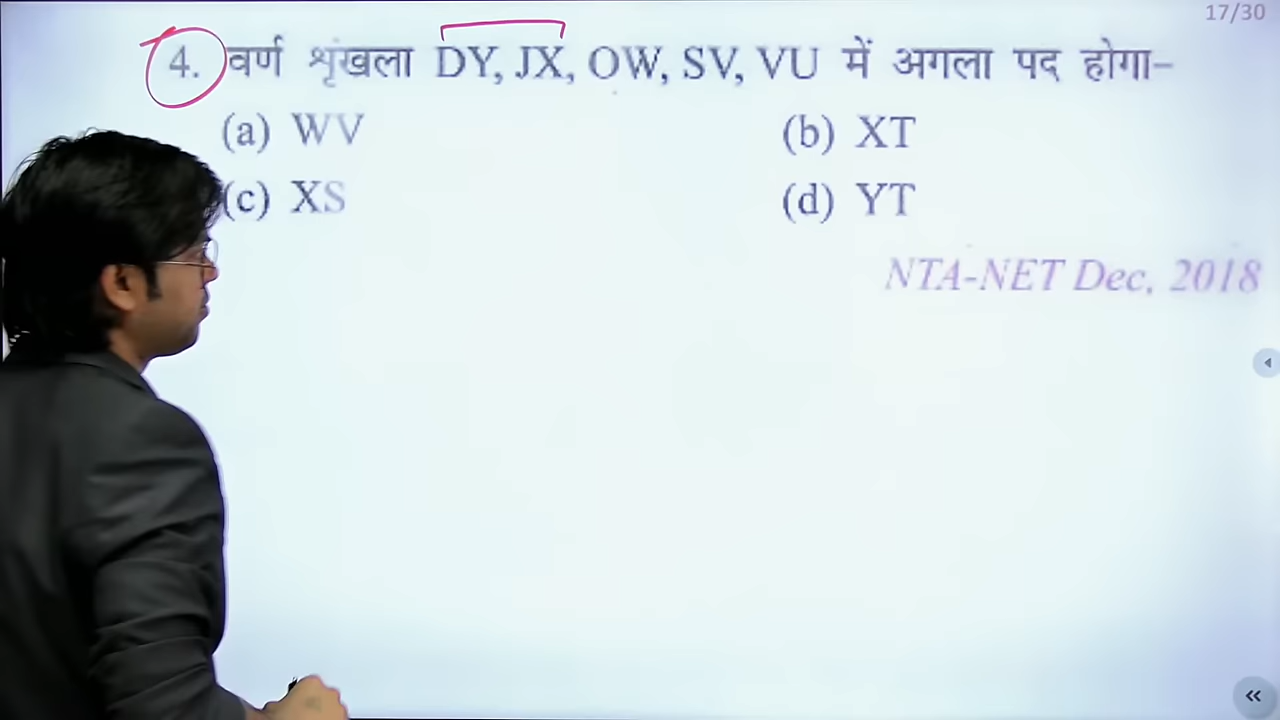 17/30
4. वर्ण शृंखला DY, JX, OW, SV, VU में अगला पद होगा–
(a) WV (b) XT
(c) XS (d) YT
NTA-NET Dec, 2018